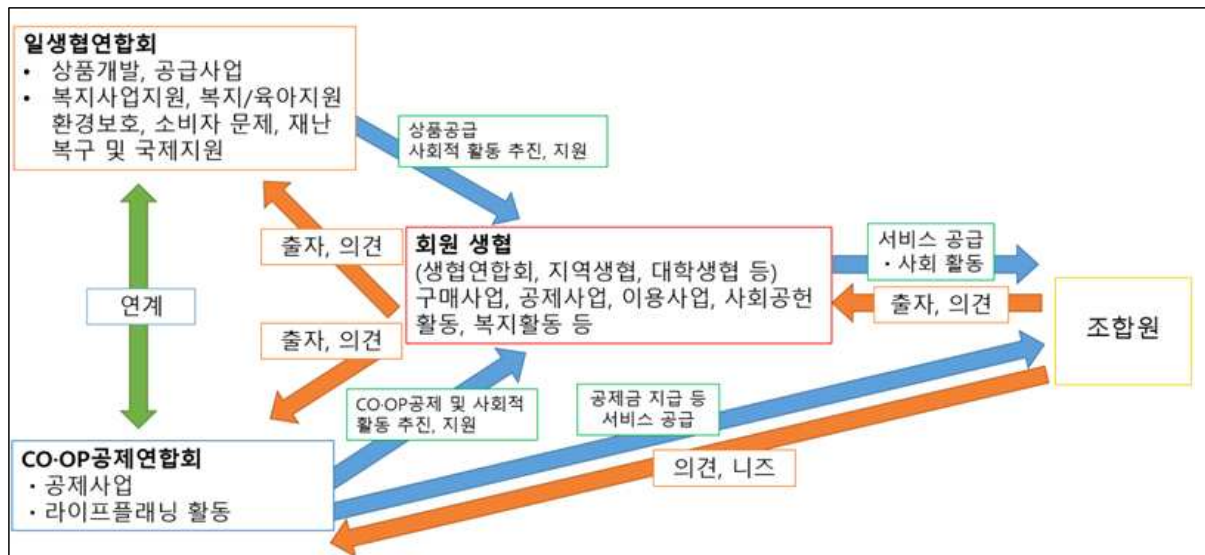 일생협연합회
• 상품개발, 공급사업
• 복지사업지원, 복지/육아지원
환경보호, 소비자 문제, 재난
복구 및 국제지원
상품공급
사회적 활동 추진, 지원
출자, 의견
회원 생협
(생협연합회, 지역생협, 대학생협 등)
구매사업, 공제사업, 이용사업, 사회공헌
활동, 복지활동 등
서비스 공급
・사회 활동
출자, 의견
조합원
연계
출자, 의견
CO·OP공제 및 사회적
활동 추진, 지원
공제금 지급 등
서비스 공급
의견, 니즈
CO·OP공제연합회
・공제사업
・라이프플래닝 활동